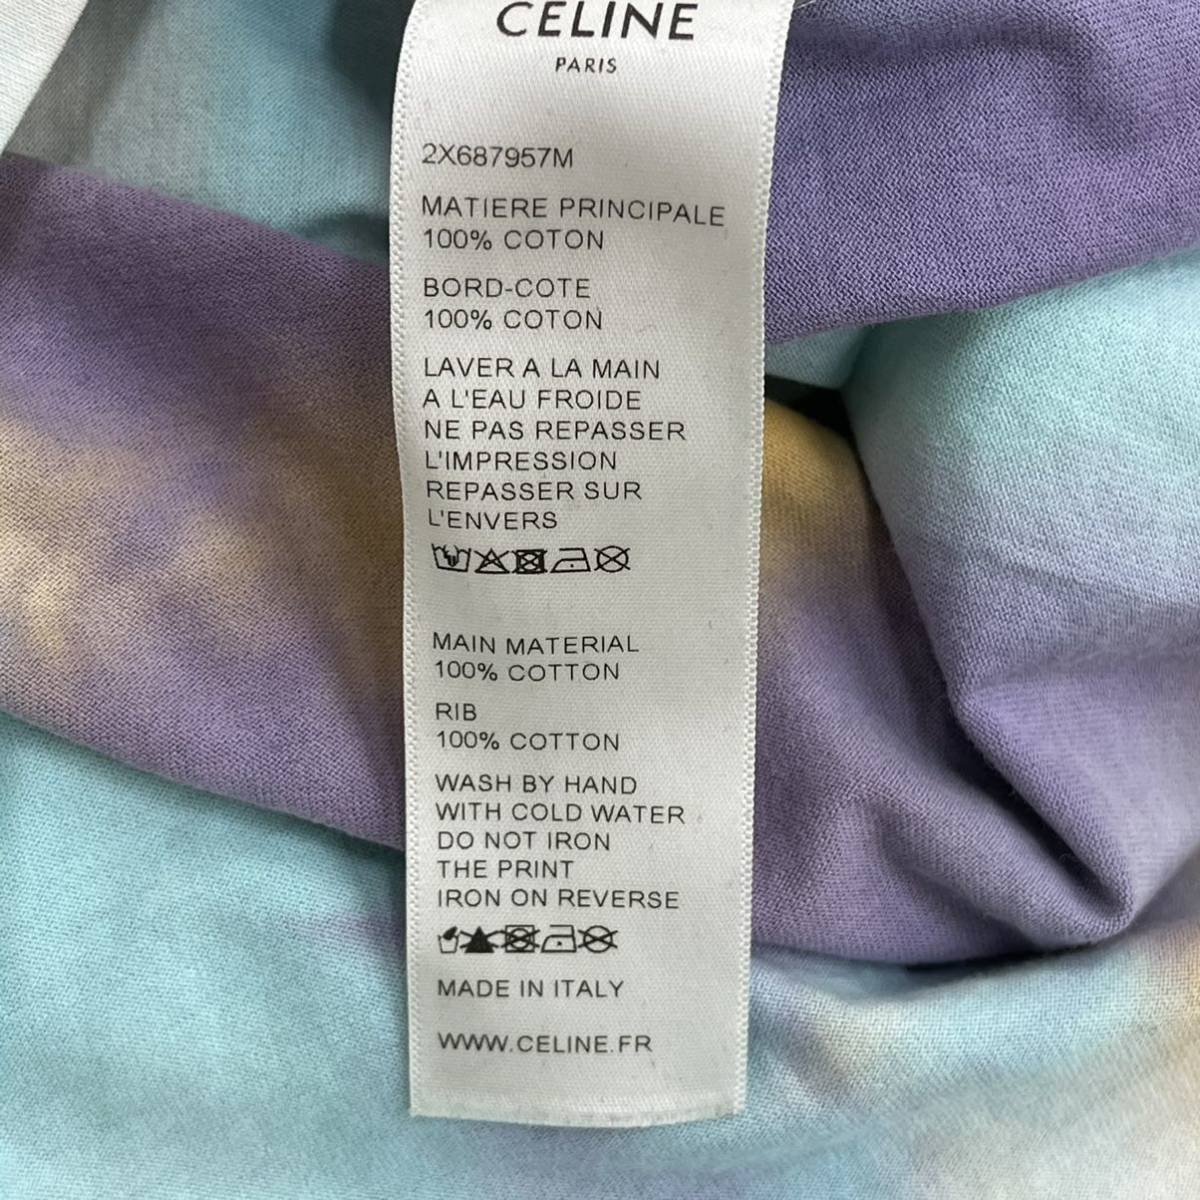 CELINE
PARIS
2X687957M
MATIERE PRINCIPALE
100% COTON
BORD-COTE
100% COTON
LAVER A LA MAIN
A L'EAU FROIDE
NE PAS REPASSER
L'IMPRESSION
REPASSER SUR
L'ENVERS
MAIN MATERIAL
100% COTTON
RIB
100% COTTON
WASH BY HAND
WITH COLD WATER
DO NOT IRON
THE PRINT
IRON ON REVERSE
MADE IN ITALY
WWW.CELINE.FR